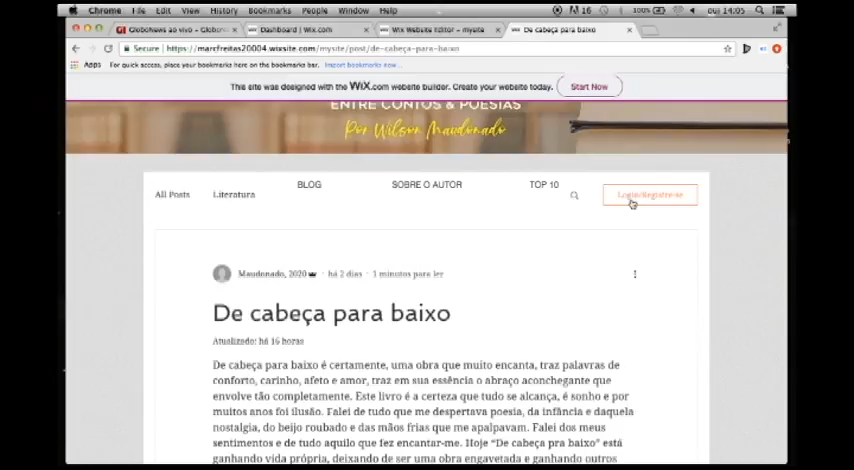 Chrome File Edit View History Bookmarks People Window Help 16 100% qui 14:05
GloboNews ao vivo - Globo Dashboard | Wix.com Wix Website Editor - mysite De cabeça para baixo
Secure https://marcfreitas20004.wixsite.com/mysite/post/de-cabeça-para-baixo
Apps For quick access, place your bookmarks here on the bookmarks bar. Import bookmarks now...
This site was designed with the WiX.com website builder. Create your website today. Start Now
ENTRE CONTOS & POESIAS
Por Wilson Maudonado
All Posts Literatura BLOG SOBRE O AUTOR TOP 10 Login/Registre-se
Maudonado, 2020 · há 2 dias · 1 minutos para ler
De cabeça para baixo
Atualizado: há 16 horas
De cabeça para baixo é certamente, uma obra que muito encanta, traz palavras de
conforto, carinho, afeto e amor, traz em sua essência o abraço aconchegante que
envolve tão completamente. Este livro é a certeza que tudo se alcança, é sonho e por
muitos anos foi ilusão. Falei de tudo que me despertava poesia, da infância e daquela
nostalgia, do beijo roubado e das mãos frias que me apalpavam. Falei dos meus
sentimentos e de tudo aquilo que fez encantar-me. Hoje “De cabeça pra baixo” está
ganhando vida própria, deixando de ser uma obra engavetada e ganhando outros